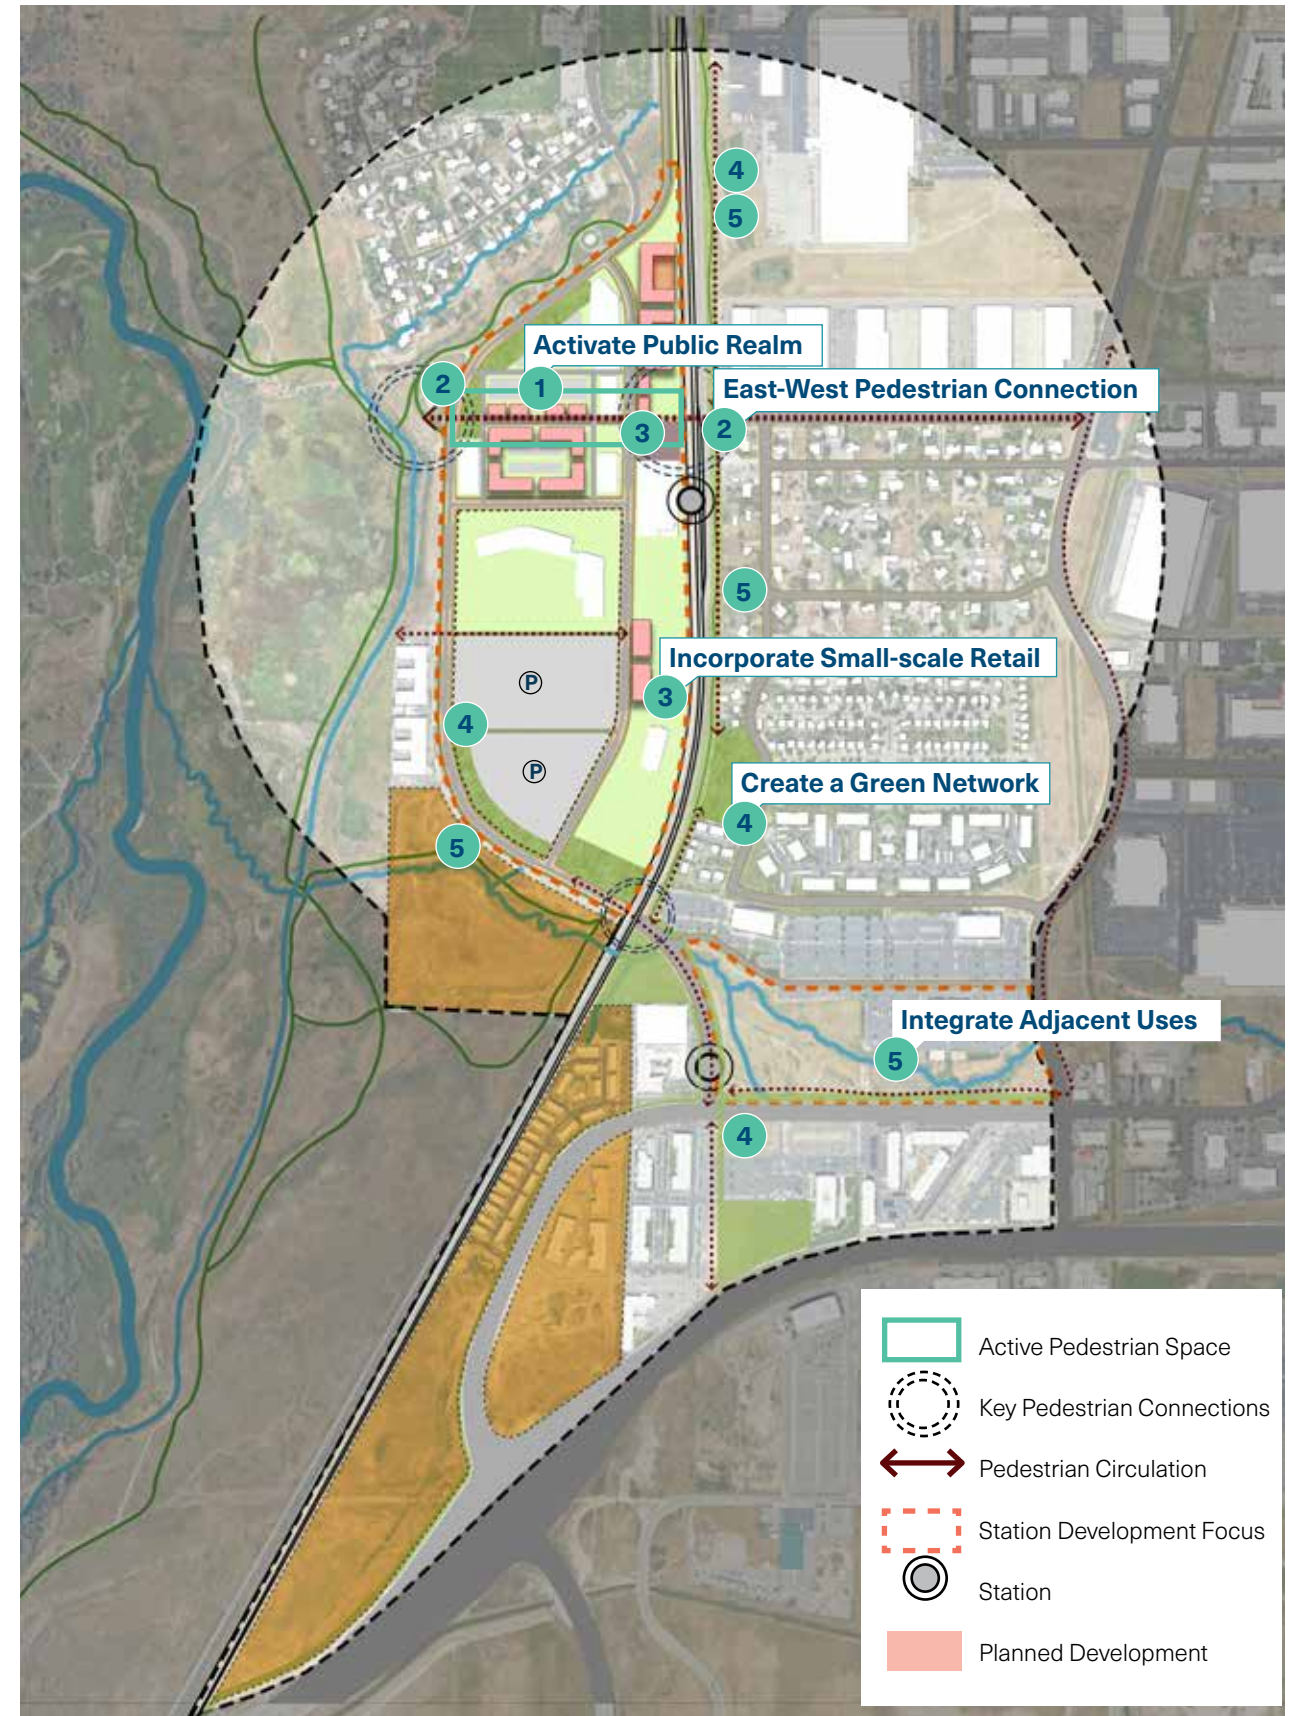 4
5
Activate Public Realm
2
1
East-West Pedestrian Connection
3
2
5
Incorporate Small-scale Retail
P
3
4
P
Create a Green Network
4
5
Integrate Adjacent Uses
5
4
Active Pedestrian Space
Key Pedestrian Connections
Pedestrian Circulation
Station Development Focus
Station
Planned Development